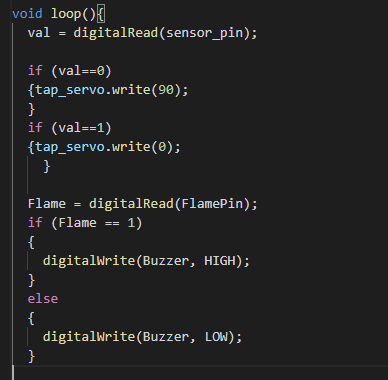 void loop(){
  val = digitalRead(sensor_pin);

  if (val==0)
  {tap_servo.write(90);
  }
  if (val==1)
  {tap_servo.write(0);
    }

  Flame = digitalRead(FlamePin);
  if (Flame == 1)
  {
    digitalWrite(Buzzer, HIGH);
  }
  else
  {
    digitalWrite(Buzzer, LOW);
  }